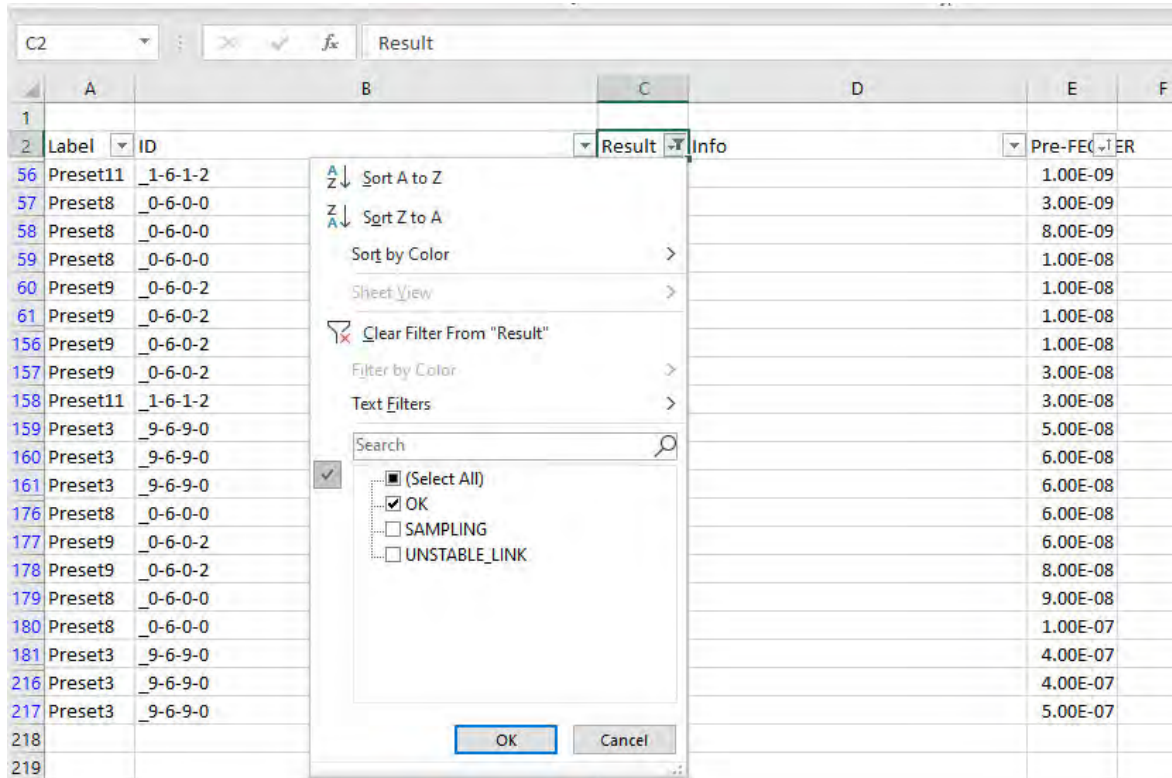 C2 fx Result
A B C D E F
1
2 Label ID Result Info Pre-FEC ER
56 Preset11 _1-6-1-2 1.00E-09
57 Preset8 _0-6-0-0 3.00E-09
58 Preset8 _0-6-0-0 8.00E-09
59 Preset8 _0-6-0-0 1.00E-08
60 Preset9 _0-6-0-2 1.00E-08
61 Preset9 _0-6-0-2 1.00E-08
156 Preset9 _0-6-0-2 1.00E-08
157 Preset9 _0-6-0-2 3.00E-08
158 Preset11 _1-6-1-2 3.00E-08
159 Preset3 _9-6-9-0 5.00E-08
160 Preset3 _9-6-9-0 6.00E-08
161 Preset3 _9-6-9-0 6.00E-08
176 Preset8 _0-6-0-0 6.00E-08
177 Preset9 _0-6-0-2 6.00E-08
178 Preset9 _0-6-0-2 8.00E-08
179 Preset8 _0-6-0-0 9.00E-08
180 Preset8 _0-6-0-0 1.00E-07
181 Preset3 _9-6-9-0 4.00E-07
216 Preset3 _9-6-9-0 4.00E-07
217 Preset3 _9-6-9-0 5.00E-07
218
219
Sort A to Z
Sort Z to A
Sort by Color
Sheet View
Clear Filter From "Result"
Filter by Color
Text Filters
Search
(Select All)
OK
SAMPLING
UNSTABLE_LINK
OK Cancel